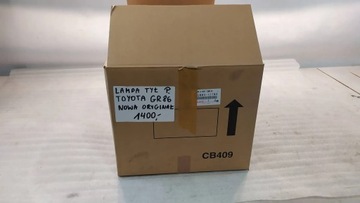 LAMPA TYŁ P
TOYOTA GR86
NOWA ORYGINAŁ
1400,-
CB409